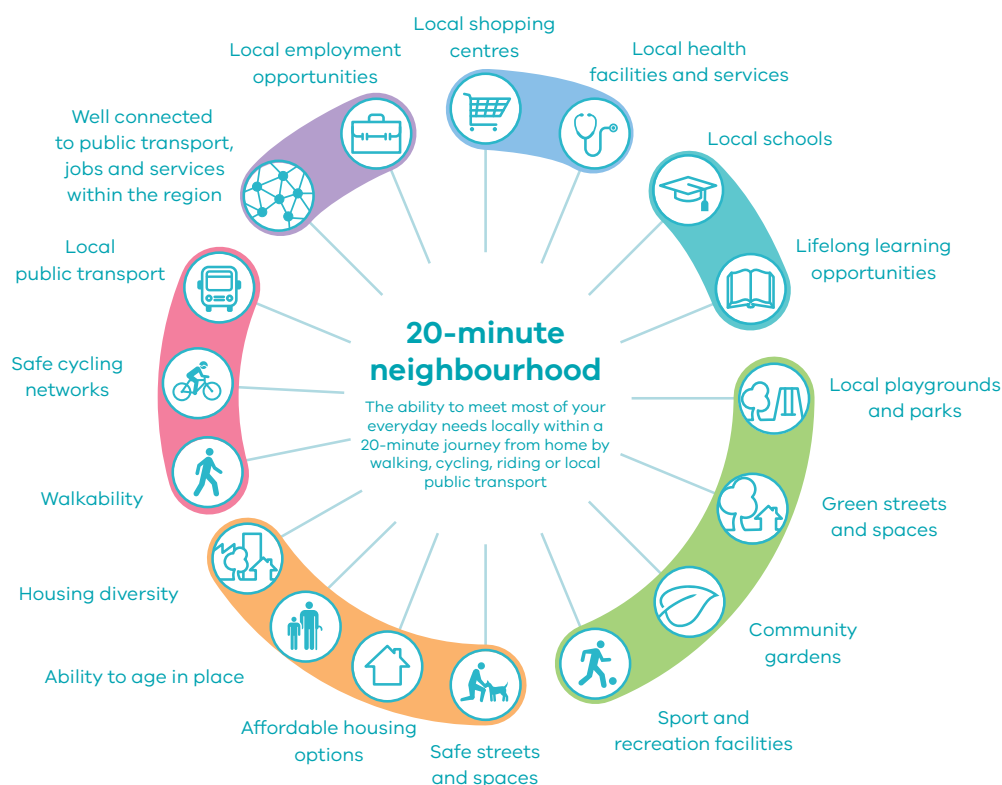 Local shopping
centres
Local health
facilities and services
Local schools
Lifelong learning
opportunities
Local playgrounds
and parks
Green streets
and spaces
Community
gardens
Sport and
recreation facilities
Safe streets
and spaces
Affordable housing
options
Ability to age in place
Housing diversity
Walkability
Safe cycling
networks
Local
public transport
Well connected
to public transport,
jobs and services
within the region
Local employment
opportunities
20-minute
neighbourhood
The ability to meet most of your
everyday needs locally within a
20-minute journey from home by
walking, cycling, riding or local
public transport